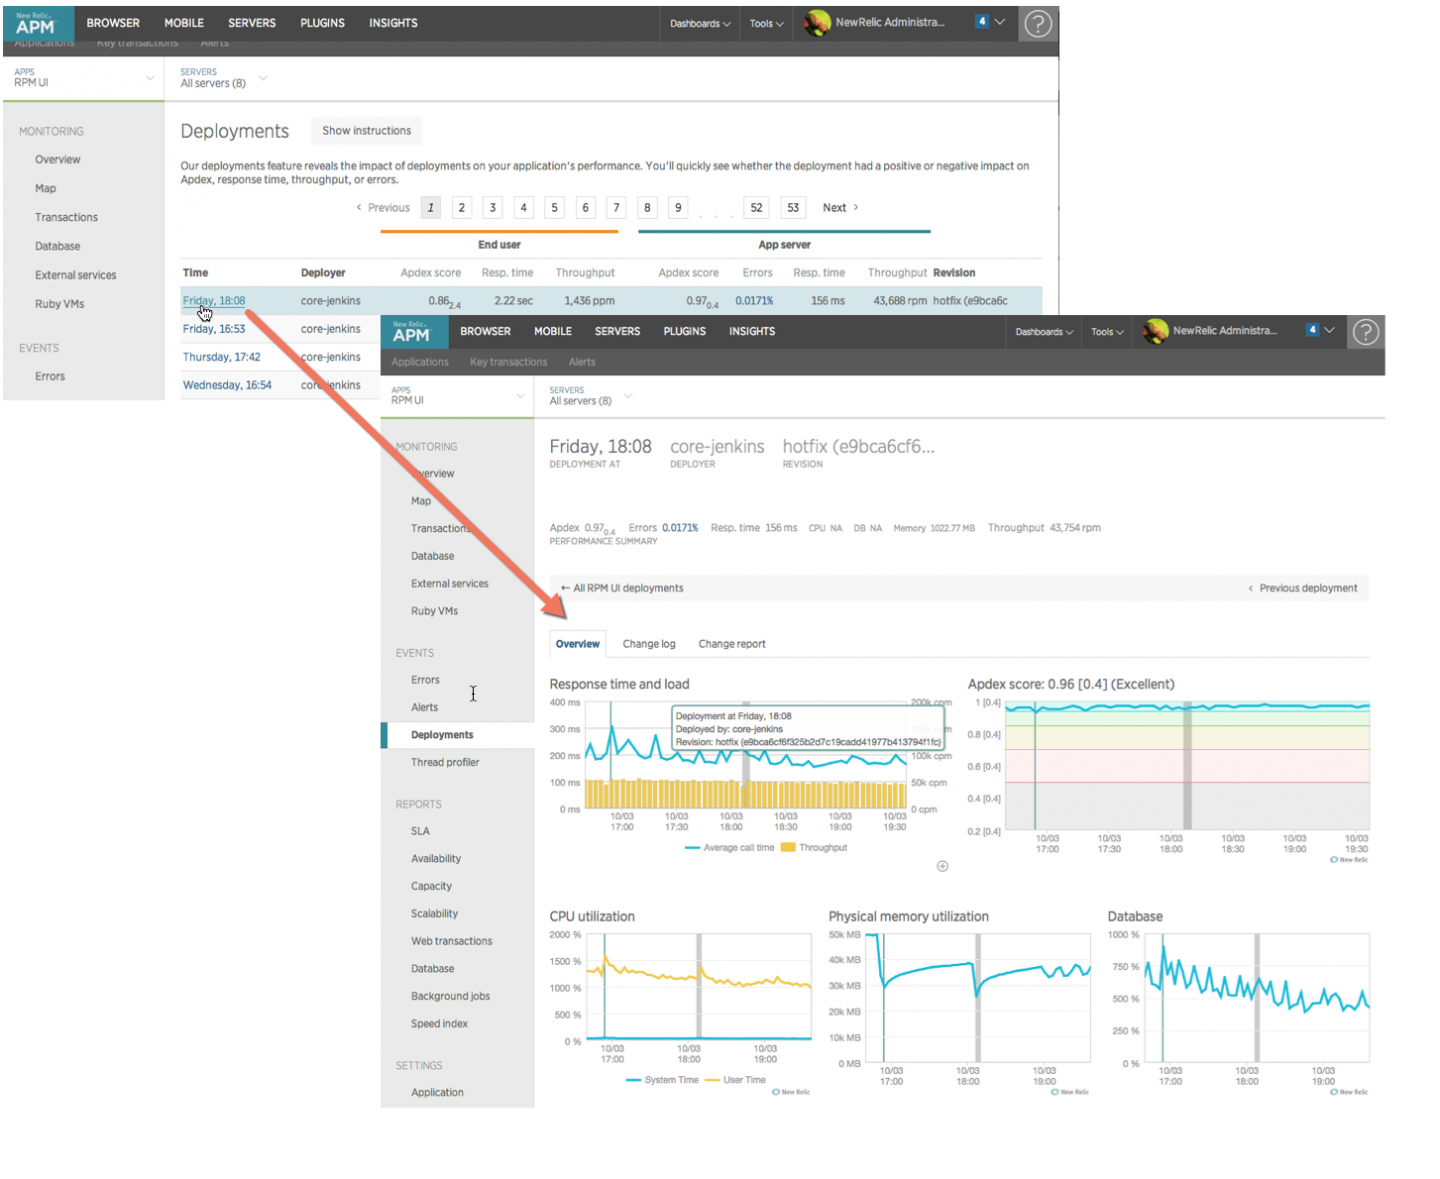 New Relic.
APM
BROWSER MOBILE SERVERS PLUGINS INSIGHTS Dashboards Tools NewRelic Administra... 4 ?
Applications Key transactions Alerts
APPS
RPM UI
SERVERS
All servers (8)
MONITORING
Overview
Map
Transactions
Database
External services
Ruby VMs
EVENTS
Errors
Deployments Show instructions
Our deployments feature reveals the impact of deployments on your application's performance. You'll quickly see whether the deployment had a positive or negative impact on
Apdex, response time, throughput, or errors.
< Previous 1 2 3 4 5 6 7 8 9 . . . 52 53 Next >
End user App server
Time Deployer Apdex score Resp. time Throughput Apdex score Errors Resp. time Throughput Revision
Friday, 18:08 core-jenkins 0.86 2.4 2.22 sec 1,436 ppm 0.97 0.4 0.0171% 156 ms 43,688 rpm hotfix (e9bca6c
Friday, 16:53 core-jenkins
Thursday, 17:42 core-jenkins
Wednesday, 16:54 core-jenkins
New Relic.
APM
BROWSER MOBILE SERVERS PLUGINS INSIGHTS Dashboards Tools NewRelic Administra... 4 ?
Applications Key transactions Alerts
APPS
RPM UI
SERVERS
All servers (8)
MONITORING
Overview
Map
Transactions
Database
External services
Ruby VMs
EVENTS
Errors
Alerts
Deployments
Thread profiler
REPORTS
SLA
Availability
Capacity
Scalability
Web transactions
Database
Background jobs
Speed index
SETTINGS
Application
Friday, 18:08 core-jenkins hotfix (e9bca6cf6...
DEPLOYMENT AT DEPLOYER REVISION
Apdex 0.97 0.4 Errors 0.0171% Resp. time 156 ms CPU NA DB NA Memory 1022.77 MB Throughput 43,754 rpm
PERFORMANCE SUMMARY
← All RPM UI deployments < Previous deployment
Overview Change log Change report
Response time and load
400 ms
300 ms
200 ms
100 ms
0 ms
200k cpm
100k cpm
50k cpm
0 cpm
Deployment at Friday, 18:08
Deployed by: core-jenkins
Revision: hotfix (e9bca6cf6f325b2d7c19cadd41977b413794f1fc)
10/03 10/03 10/03 10/03 10/03 10/03
17:00 17:30 18:00 18:30 19:00 19:30
Average call time Throughput
Apdex score: 0.96 [0.4] (Excellent)
1 [0.4]
0.8 [0.4]
0.6 [0.4]
0.4 [0.4]
0.2 [0.4]
10/03 10/03 10/03 10/03 10/03 10/03
17:00 17:30 18:00 18:30 19:00 19:30
New Relic
CPU utilization
2000 %
1500 %
1000 %
500 %
0 %
10/03 10/03 10/03
17:00 18:00 19:00
System Time User Time
New Relic
Physical memory utilization
50k MB
40k MB
30k MB
20k MB
10k MB
0 MB
10/03 10/03 10/03
17:00 18:00 19:00
New Relic
Database
1000 %
750 %
500 %
250 %
0 %
10/03 10/03 10/03
17:00 18:00 19:00
New Relic